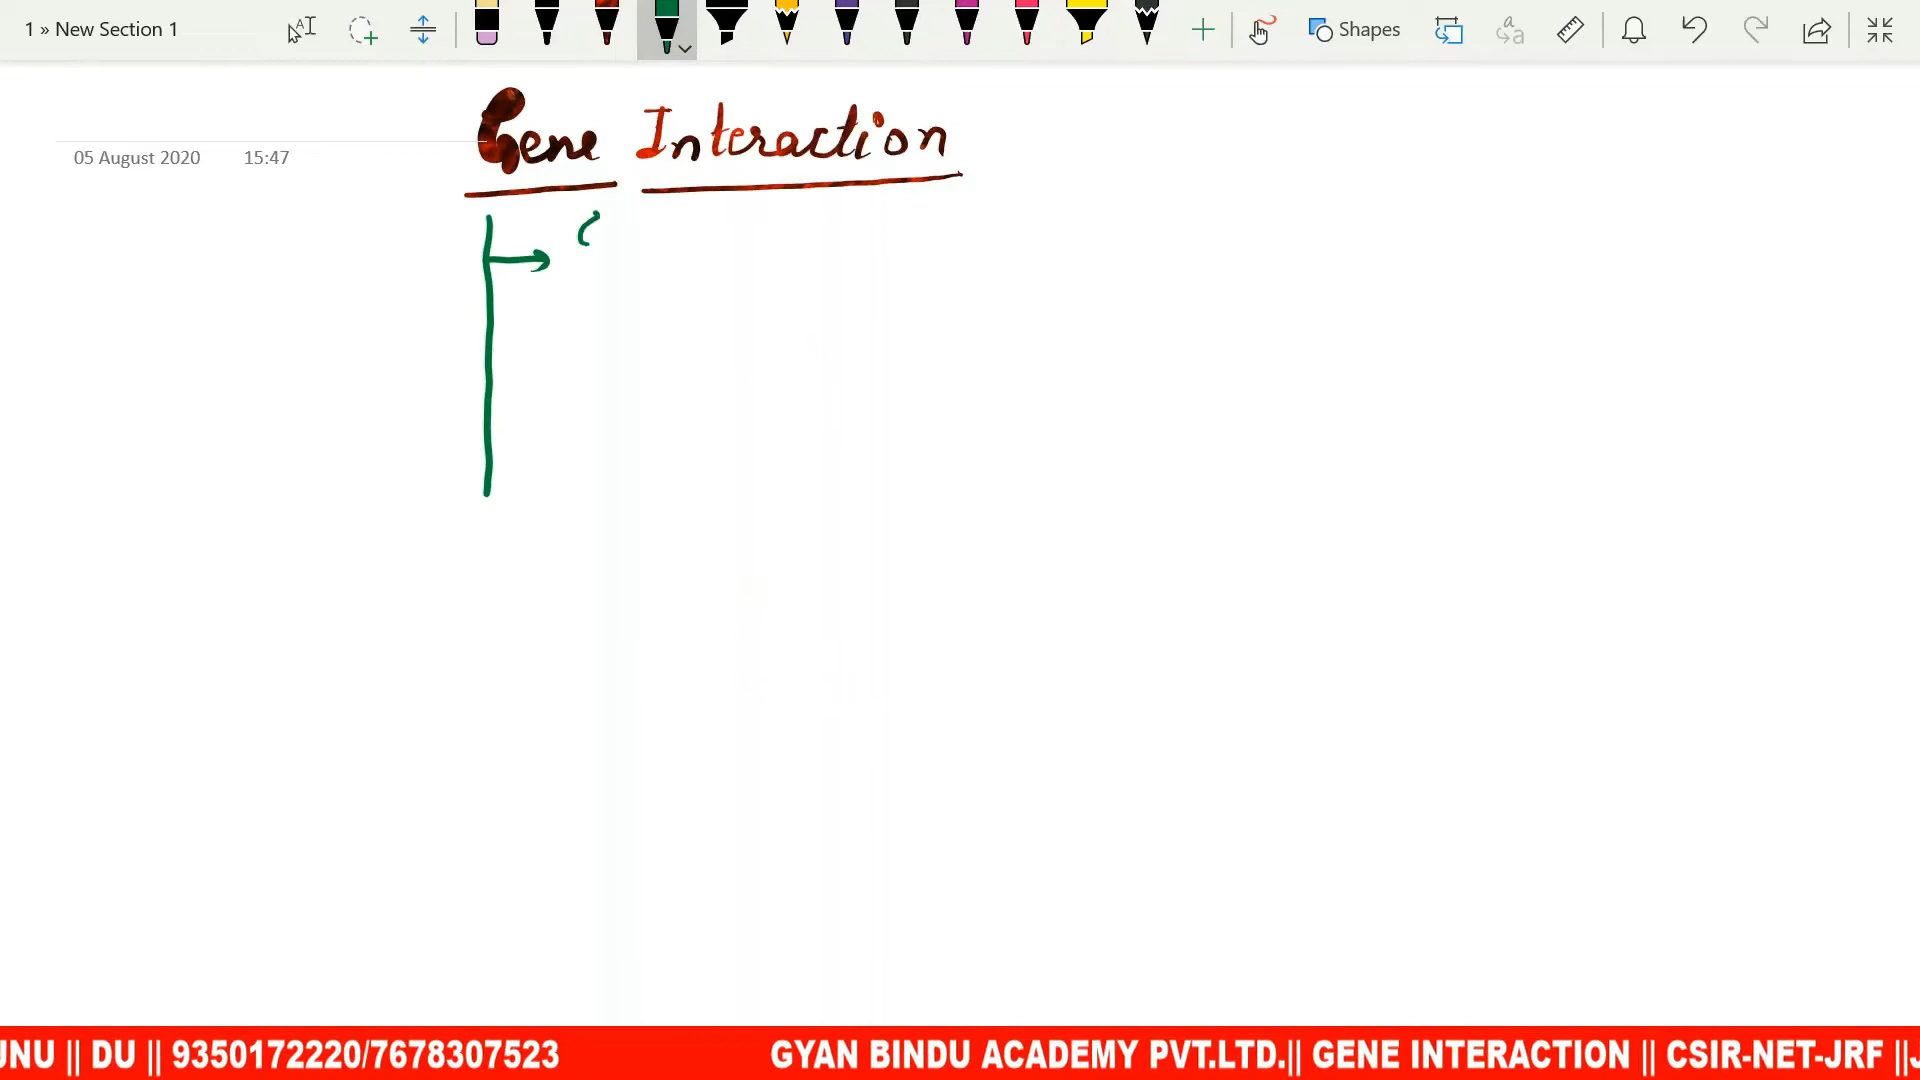 1 » New Section 1
Shapes
Gene Interaction
05 August 2020 15:47
JNU || DU || 9350172220/7678307523 GYAN BINDU ACADEMY PVT.LTD.|| GENE INTERACTION || CSIR-NET-JRF ||